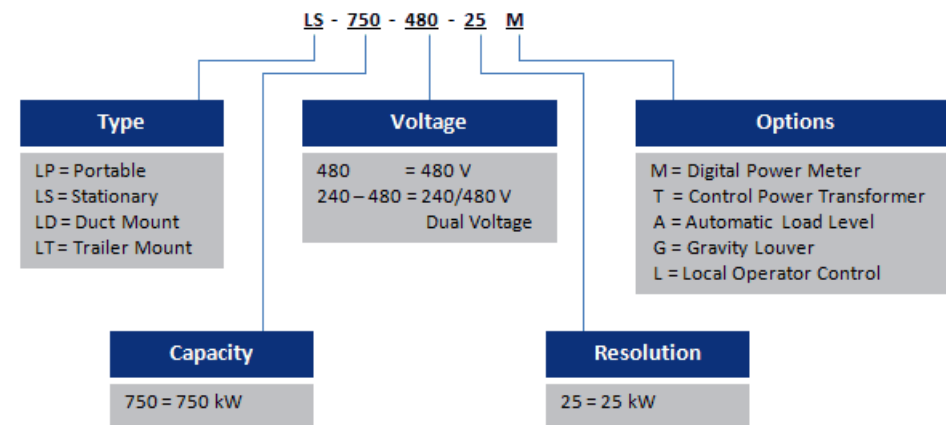 LS - 750 - 480 - 25 M
Type
LP = Portable
LS = Stationary
LD = Duct Mount
LT = Trailer Mount
Voltage
480 = 480 V
240 – 480 = 240/480 V
Dual Voltage
Options
M = Digital Power Meter
T = Control Power Transformer
A = Automatic Load Level
G = Gravity Louver
L = Local Operator Control
Capacity
750 = 750 kW
Resolution
25 = 25 kW